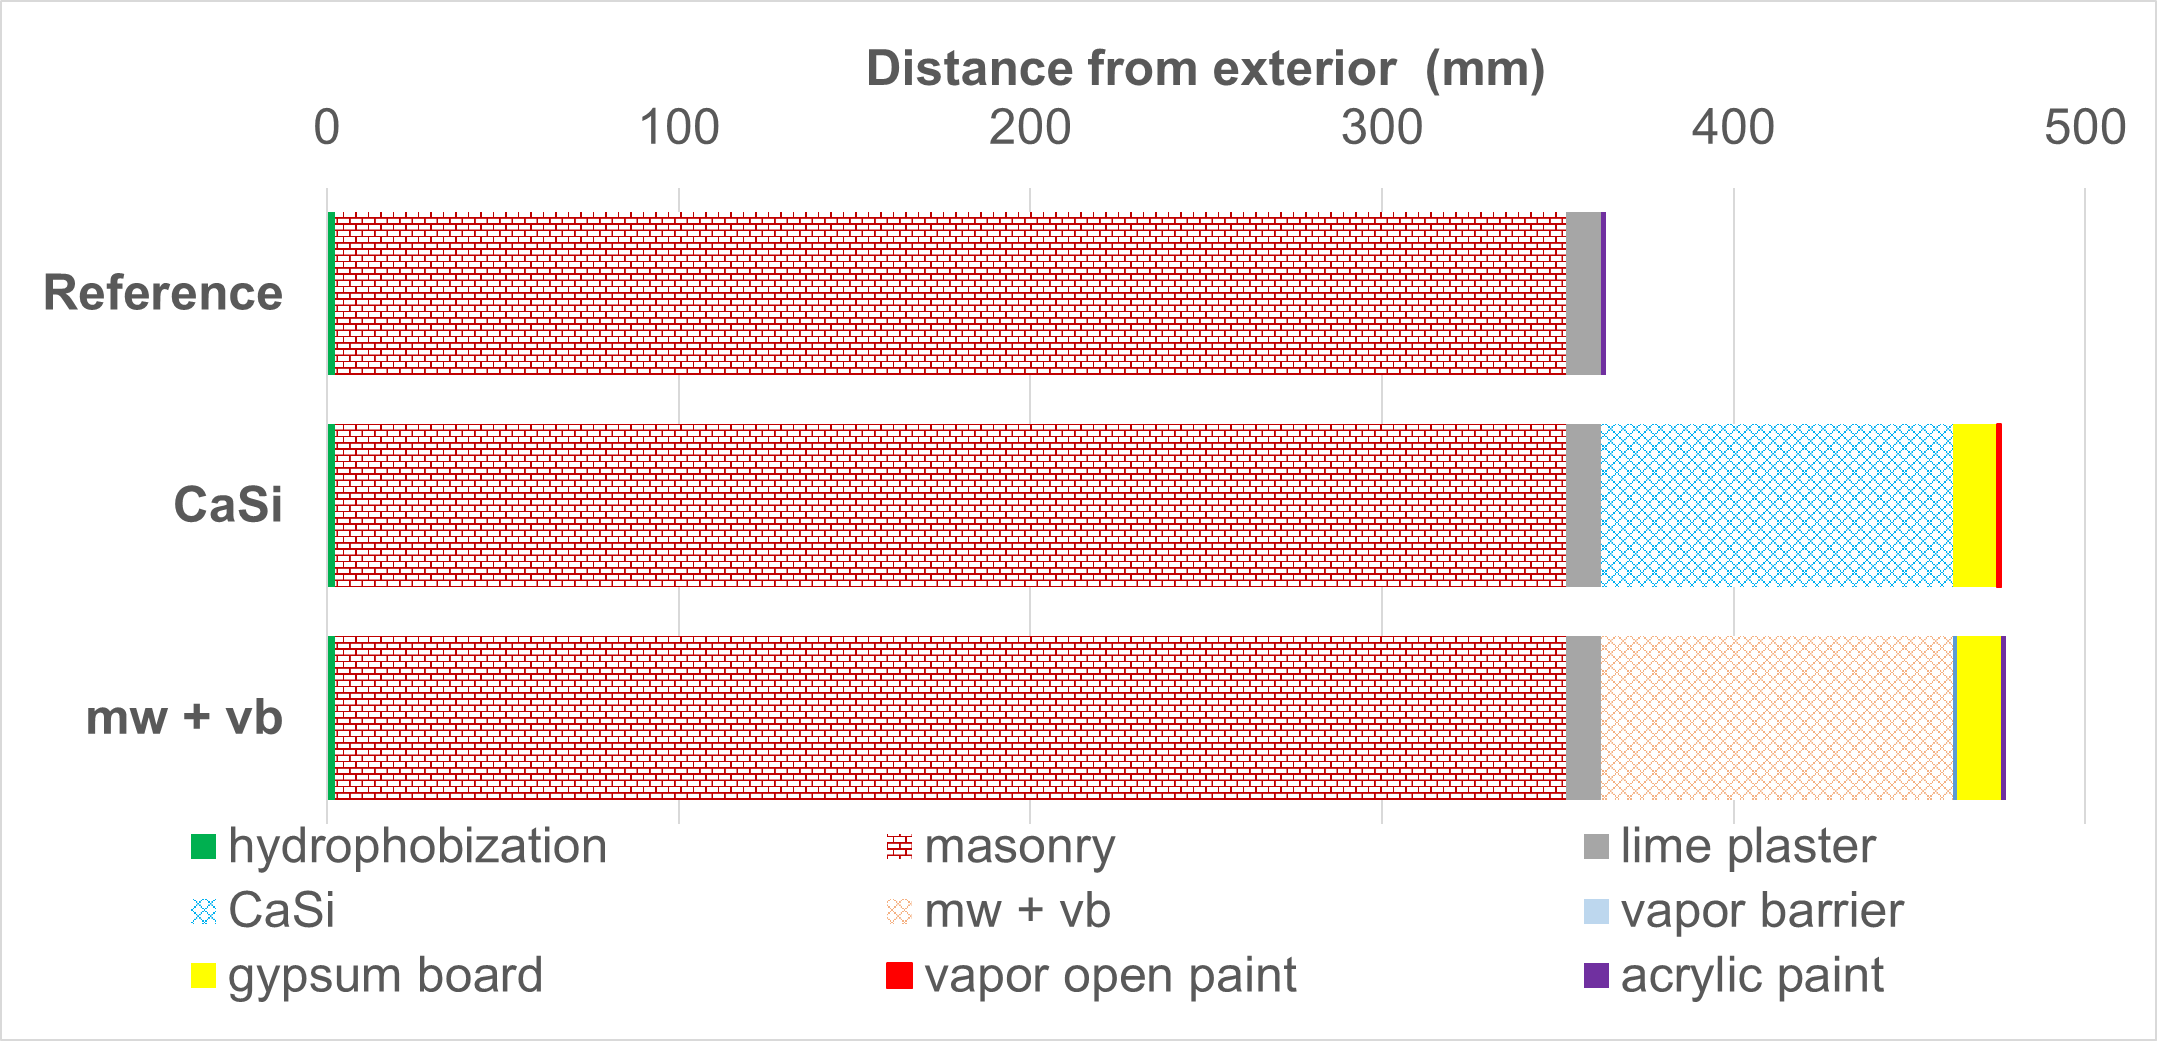 Distance from exterior (mm)
0 100 200 300 400 500
Reference
CaSi
mw + vb
hydrophobization masonry lime plaster
CaSi mw + vb vapor barrier
gypsum board vapor open paint acrylic paint